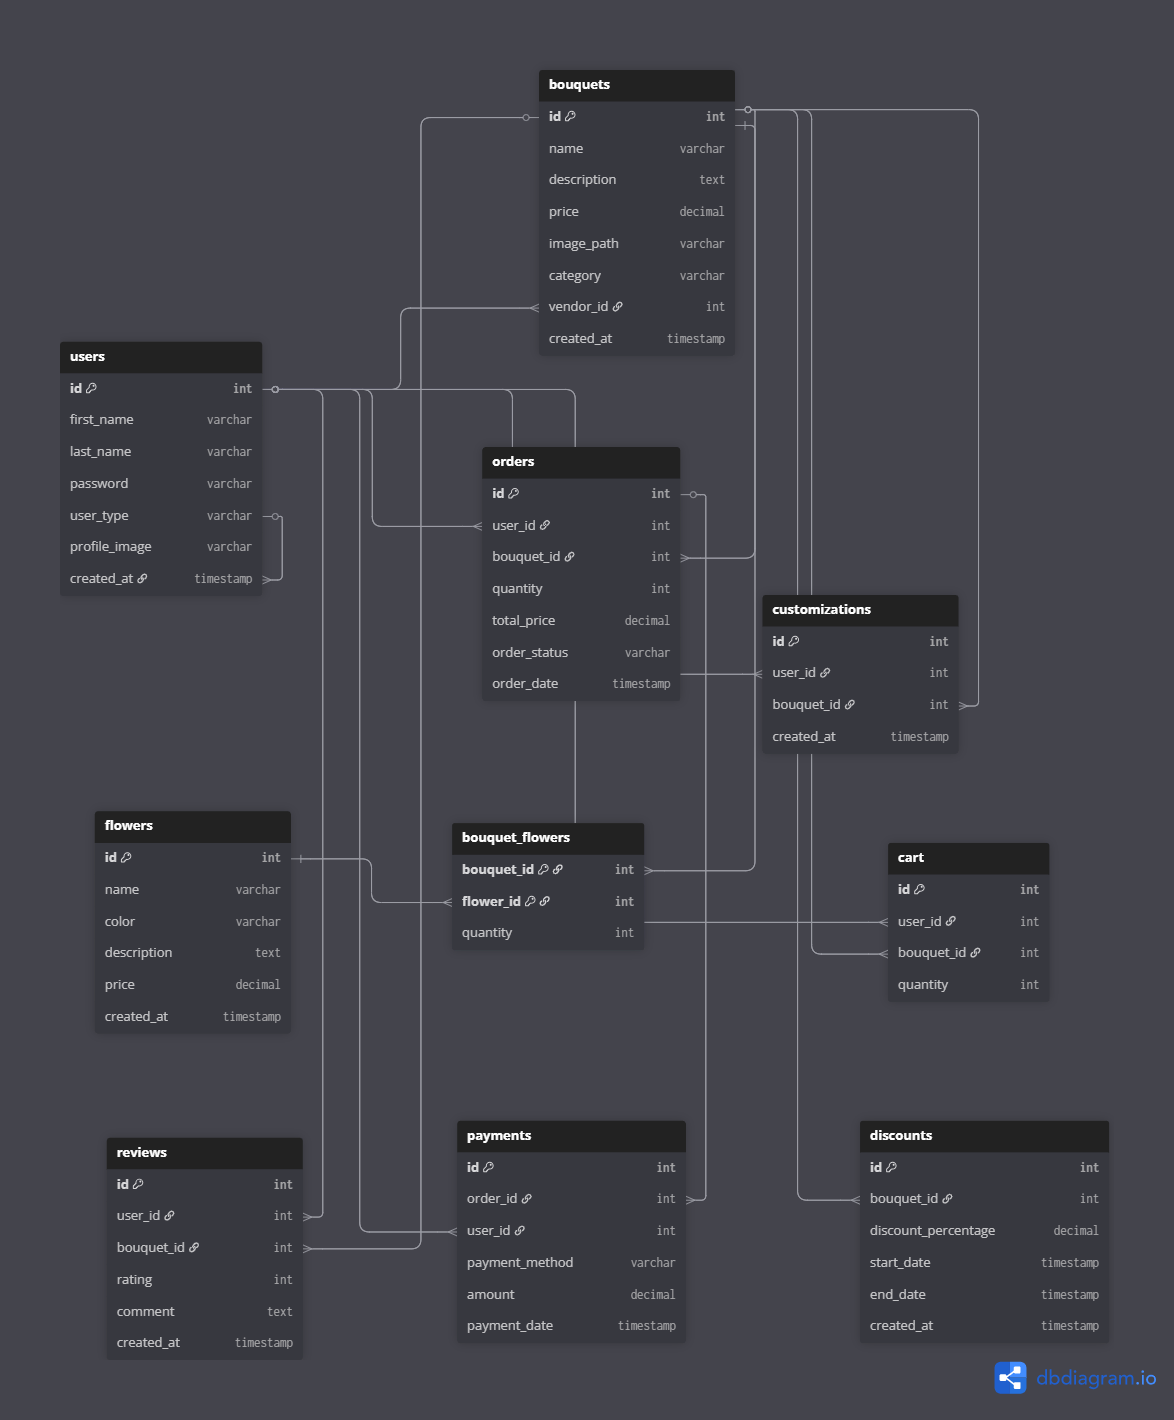 bouquets
id int
name varchar
description text
price decimal
image_path varchar
category varchar
vendor_id int
created_at timestamp
users
id int
first_name varchar
last_name varchar
password varchar
user_type varchar
profile_image varchar
created_at timestamp
orders
id int
user_id int
bouquet_id int
quantity int
total_price decimal
order_status varchar
order_date timestamp
customizations
id int
user_id int
bouquet_id int
created_at timestamp
flowers
id int
name varchar
color varchar
description text
price decimal
created_at timestamp
bouquet_flowers
bouquet_id int
flower_id int
quantity int
cart
id int
user_id int
bouquet_id int
quantity int
reviews
id int
user_id int
bouquet_id int
rating int
comment text
created_at timestamp
payments
id int
order_id int
user_id int
payment_method varchar
amount decimal
payment_date timestamp
discounts
id int
bouquet_id int
discount_percentage decimal
start_date timestamp
end_date timestamp
created_at timestamp
dbdiagram.io